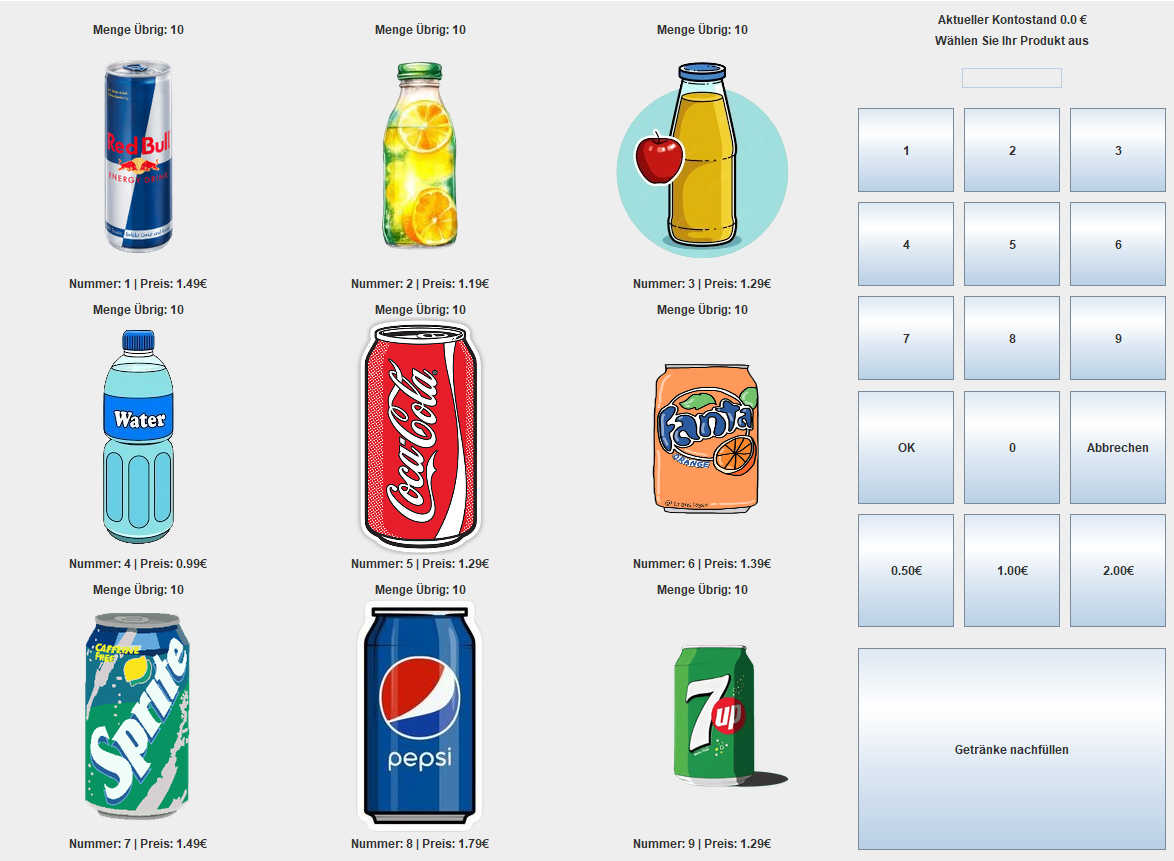 Menge Übrig: 10
Menge Übrig: 10
Menge Übrig: 10
Red Bull
ENERGY DRINK
Nummer: 1 | Preis: 1.49€
Nummer: 2 | Preis: 1.19€
Nummer: 3 | Preis: 1.29€
Menge Übrig: 10
Menge Übrig: 10
Menge Übrig: 10
Water
Coca-Cola
Fanta
ORANGE
Nummer: 4 | Preis: 0.99€
Nummer: 5 | Preis: 1.29€
Nummer: 6 | Preis: 1.39€
Menge Übrig: 10
Menge Übrig: 10
Menge Übrig: 10
CAFFEINE
FREE
Sprite
pepsi
7up
Nummer: 7 | Preis: 1.49€
Nummer: 8 | Preis: 1.79€
Nummer: 9 | Preis: 1.29€
Aktueller Kontostand 0.0 €
Wählen Sie Ihr Produkt aus
1
2
3
4
5
6
7
8
9
OK
0
Abbrechen
0.50€
1.00€
2.00€
Getränke nachfüllen